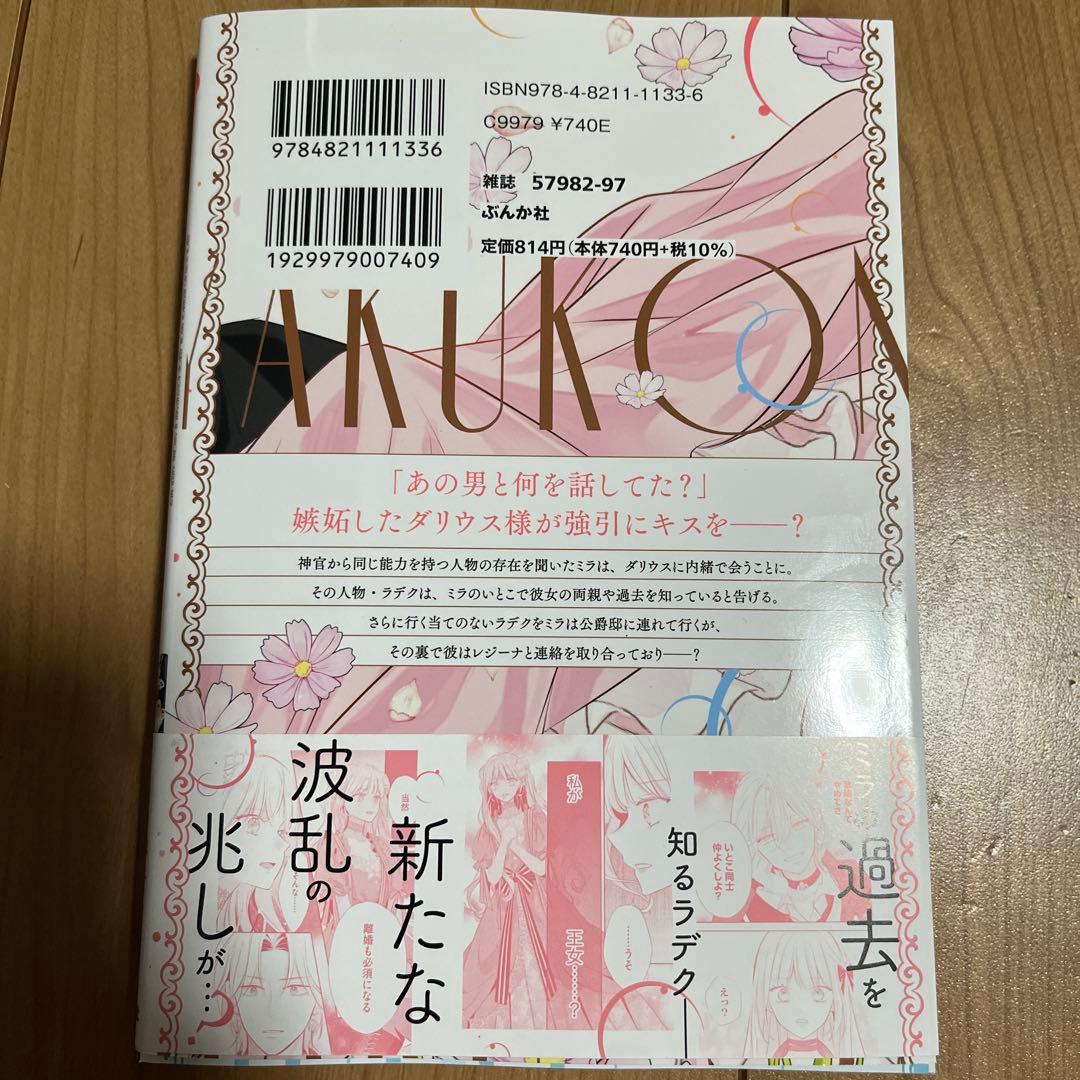 ISBN978-4-8211-1133-6
C9979 ¥740E
9784821111336
雑誌 57982-97
ぶんか社
1929979007409
定価814円(本体740円+税10%)
AKUKON
「あの男と何を話してた?」
嫉妬したダリウス様が強引にキスを——?
神官から同じ能力を持つ人物の存在を聞いたミラは、ダリウスに内緒で会うことに。
その人物・ラデクは、ミラのいとこで彼女の両親や過去を知っていると告げる。
さらに行く当てのないラデクをミラは公爵邸に連れて行くが、
その裏で彼はレジーナと連絡を取り合っており——?
ミラの
過去を
知るラデク——
新たな
波乱の
兆しが…
いとこ同士
仲よくしよ?
えっ?
……うそ
私が
王女……?
当然
離婚も必須になる